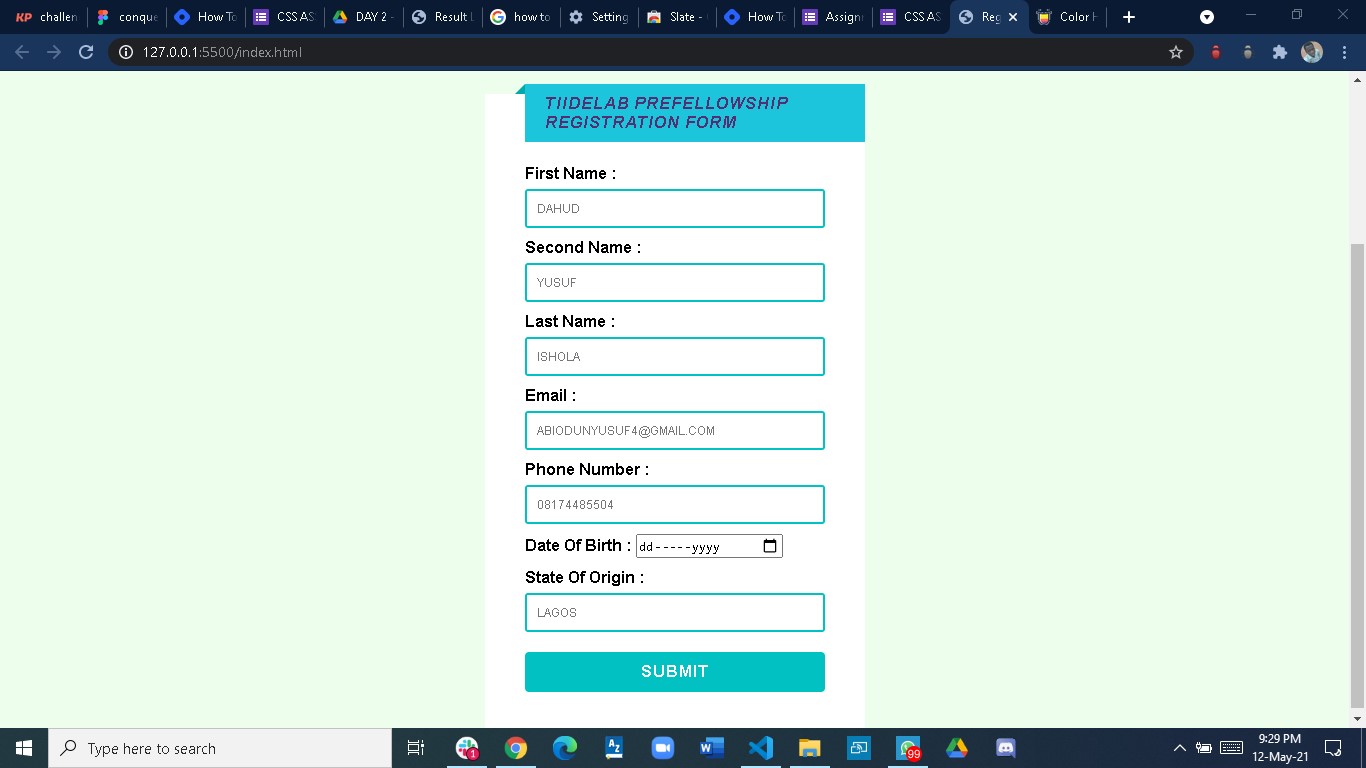 KP challen
conque
How To
CSS AS
DAY 2 -
Result L
G how to
Setting
Slate -
How To
Assignm
CSS AS
Reg
Color H
127.0.0.1:5500/index.html
TIIDELAB PREFELLOWSHIP
REGISTRATION FORM
First Name :
DAHUD
Second Name :
YUSUF
Last Name :
ISHOLA
Email :
ABIODUNYUSUF4@GMAIL.COM
Phone Number :
08174485504
Date Of Birth : dd-----yyyy
State Of Origin :
LAGOS
SUBMIT
Type here to search
1
A Z
W
99
9:29 PM
12-May-21